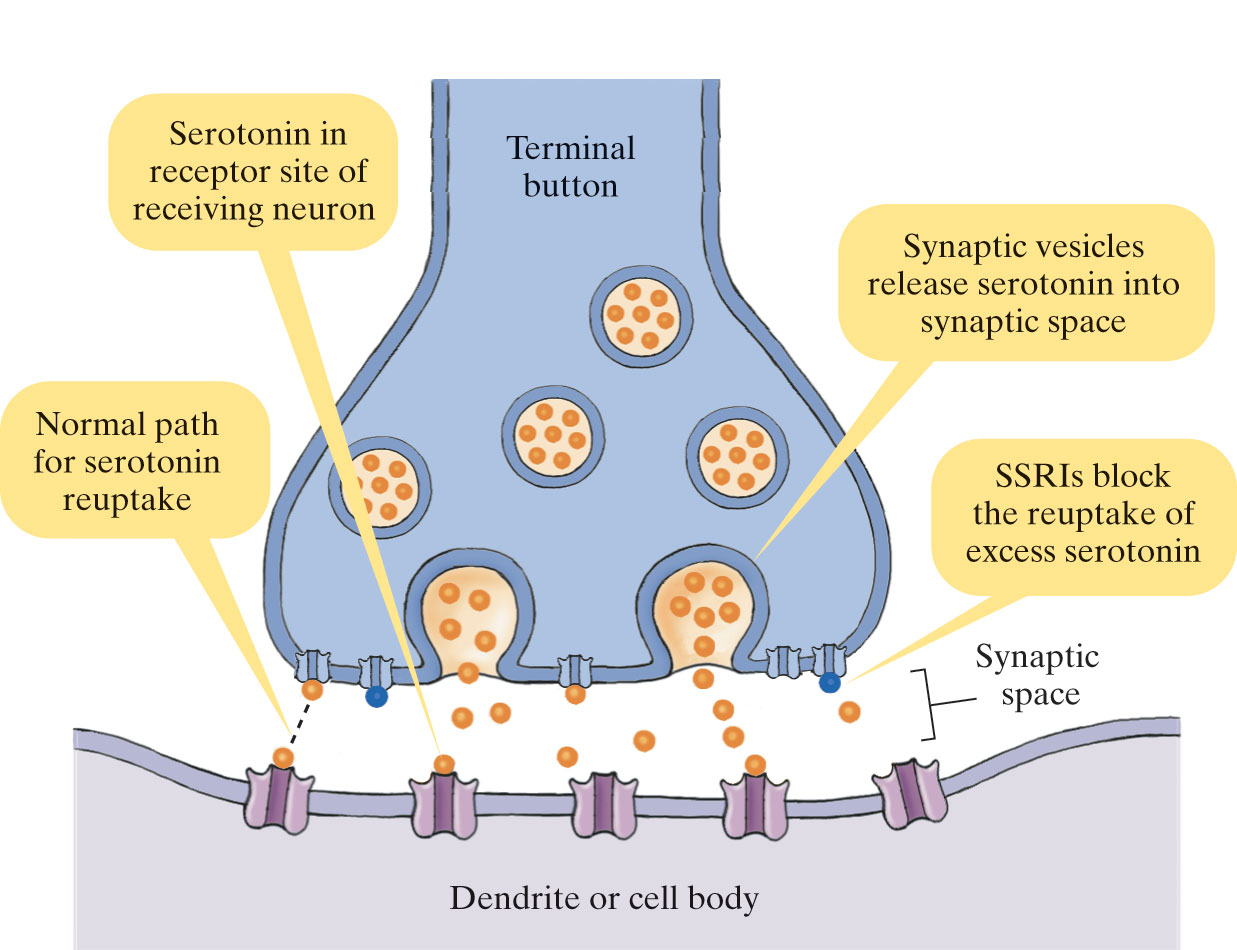 Serotonin in
receptor site of
receiving neuron
Terminal
button
Synaptic vesicles
release serotonin into
synaptic space
Normal path
for serotonin
reuptake
SSRIs block
the reuptake of
excess serotonin
Synaptic
space
Dendrite or cell body